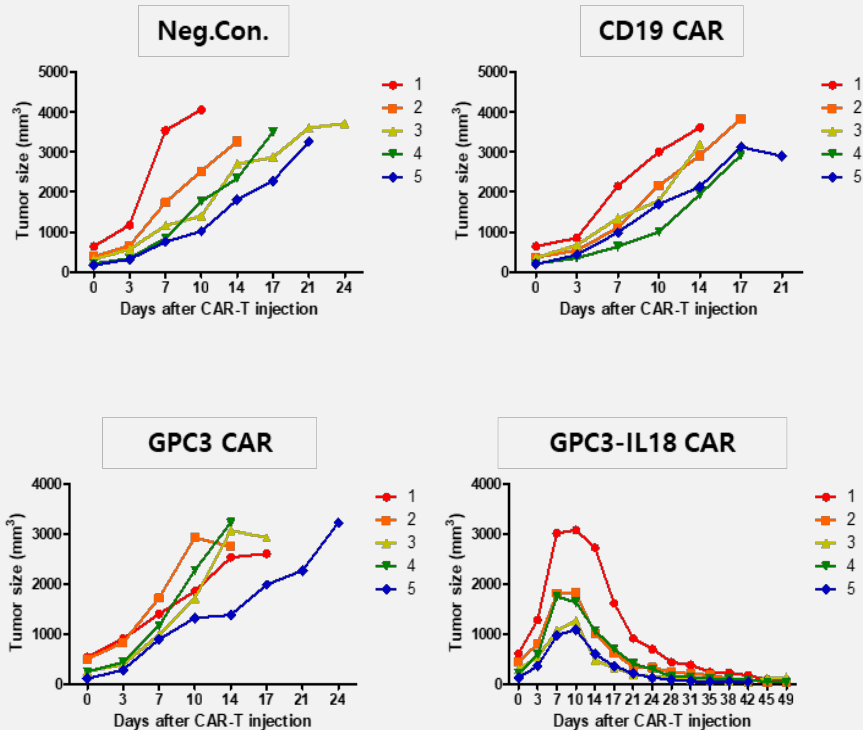 Neg.Con.
5000
4000
3000
2000
1000
0
Tumor size (mm³)
0 3 7 10 14 17 21 24
Days after CAR-T injection
1
2
3
4
5
CD19 CAR
5000
4000
3000
2000
1000
0
Tumor size (mm³)
0 3 7 10 14 17 21
Days after CAR-T injection
1
2
3
4
5
GPC3 CAR
4000
3000
2000
1000
0
Tumor size (mm³)
0 3 7 10 14 17 21 24
Days after CAR-T injection
1
2
3
4
5
GPC3-IL18 CAR
4000
3000
2000
1000
0
Tumor size (mm³)
0 3 7 10 14 17 21 24 28 31 35 38 42 45 49
Days after CAR-T injection
1
2
3
4
5